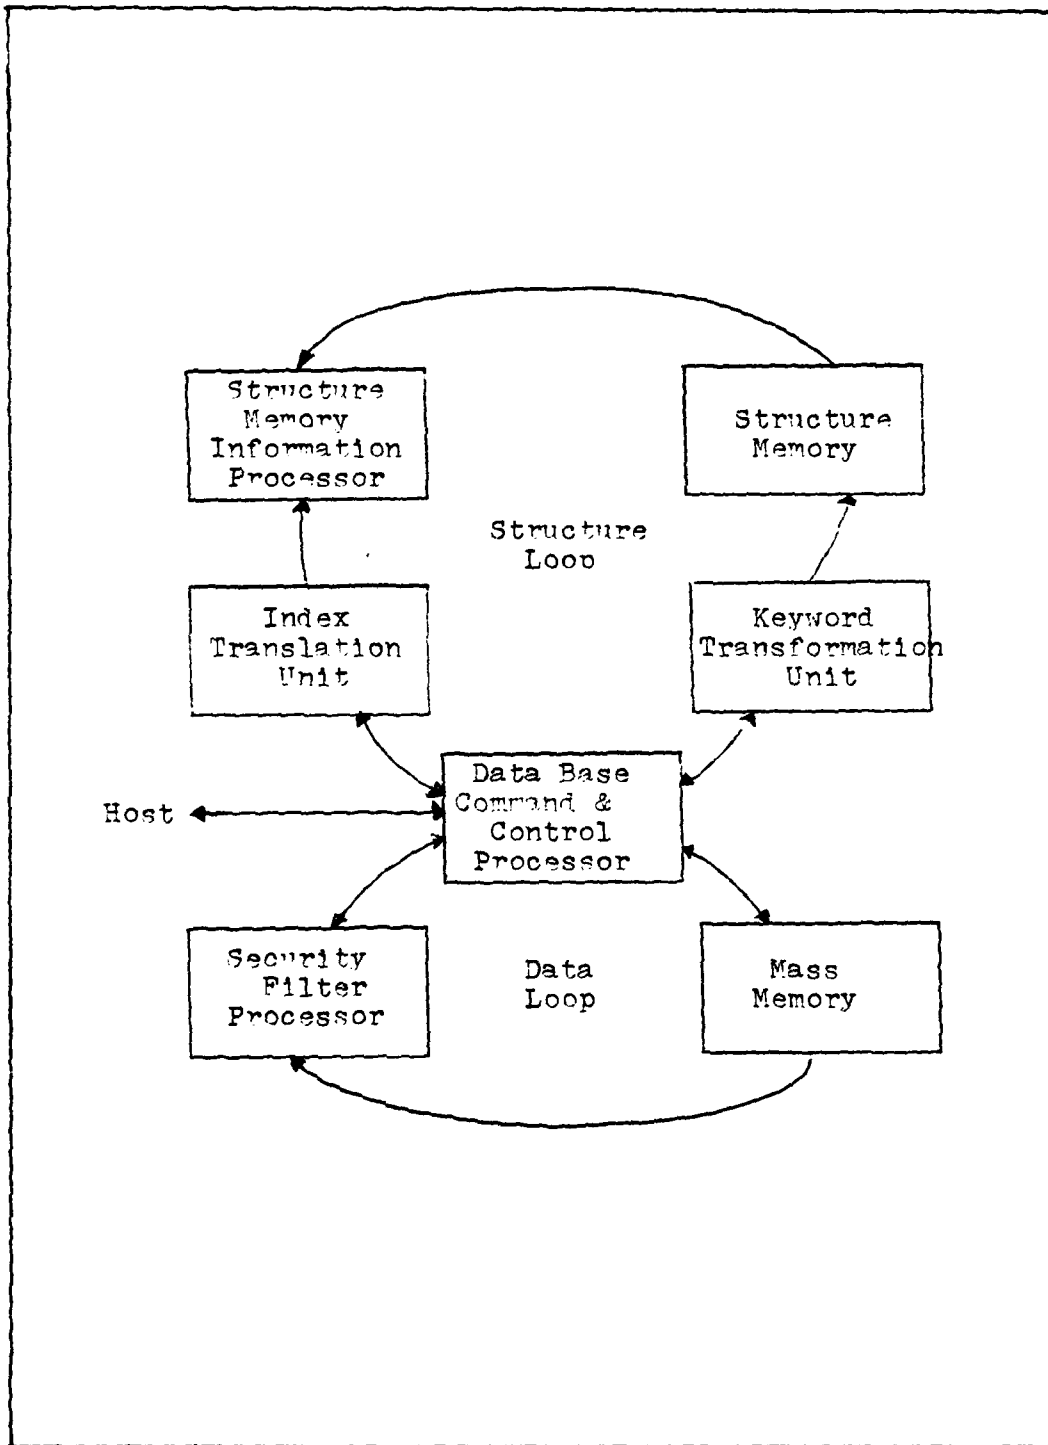 Structure
Memory
Information
Processor
Structure
Memory
Structure
Loop
Index
Translation
Unit
Keyword
Transformation
Unit
Data Base
Command &
Control
Processor
Host
Security
Filter
Processor
Data
Loop
Mass
Memory